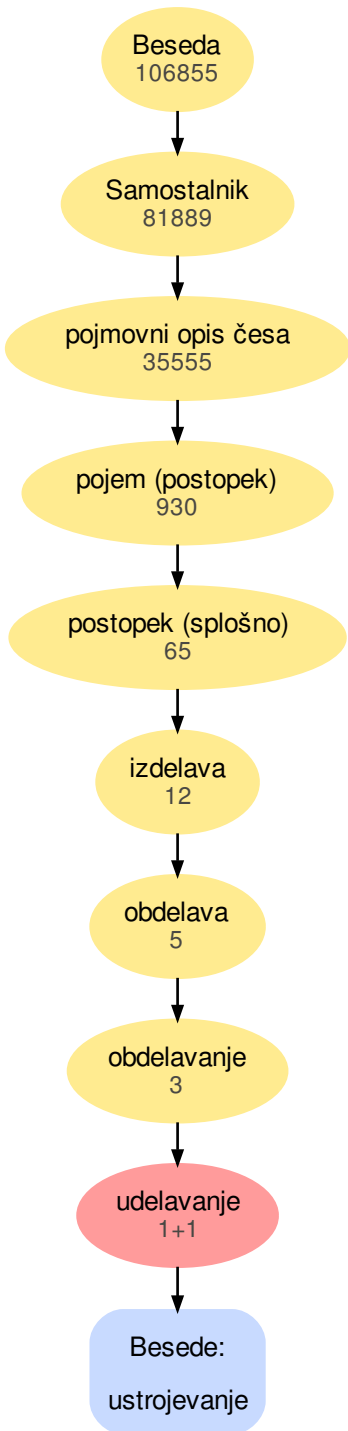 Beseda
106855
Samostalnik
81889
pojmovni opis česa
35555
pojem (postopek)
930
postopek (splošno)
65
izdelava
12
obdelava
5
obdelavanje
3
udelavanje
1+1
Besede:
ustrojevanje